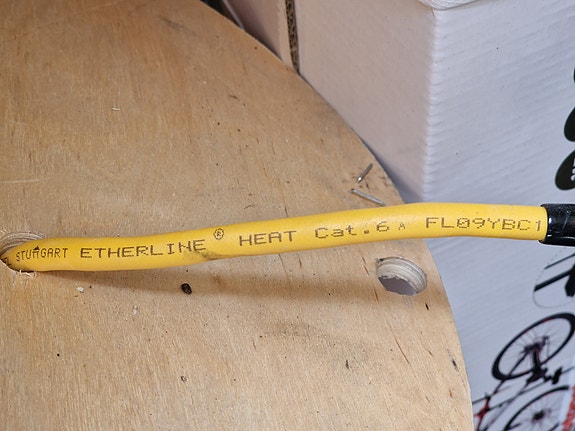 STUTTGART ETHERLINE® HEAT Cat.6A FL09YBC1